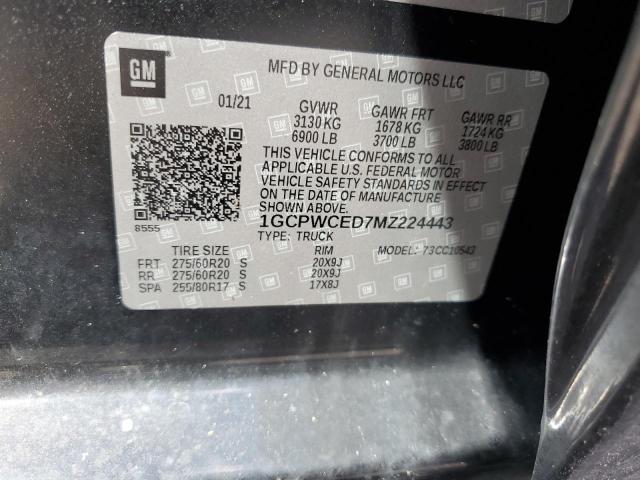 GM
MFD BY GENERAL MOTORS LLC
01/21 GVWR GAWR FRT GAWR RR
3130 KG 1678 KG 1724 KG
6900 LB 3700 LB 3800 LB
THIS VEHICLE CONFORMS TO ALL
APPLICABLE U.S. FEDERAL MOTOR
VEHICLE SAFETY STANDARDS IN EFFECT
ON THE DATE OF MANUFACTURE
SHOWN ABOVE.
8555 1GCPWCED7MZ224443
TYPE: TRUCK MODEL: 73CC10543
TIRE SIZE RIM
FRT 275/60R20 S 20X9J
RR 275/60R20 S 20X9J
SPA 255/80R17 S 17X8J